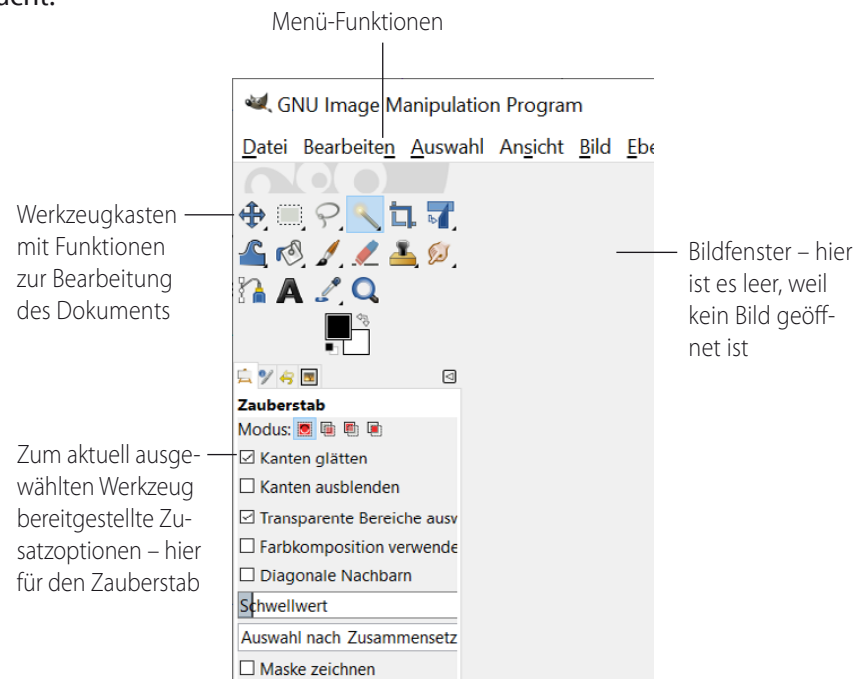 ucht.
Menü-Funktionen
GNU Image Manipulation Program
Datei Bearbeiten Auswahl Ansicht Bild Ebe
Werkzeugkasten
mit Funktionen
zur Bearbeitung
des Dokuments
Bildfenster – hier
ist es leer, weil
kein Bild geöff-
net ist
Zauberstab
Modus:
Zum aktuell ausge-
wählten Werkzeug
bereitgestellte Zu-
satzoptionen – hier
für den Zauberstab
Kanten glätten
Kanten ausblenden
Transparente Bereiche ausw
Farbkomposition verwende
Diagonale Nachbarn
Schwellwert
Auswahl nach Zusammensetz
Maske zeichnen